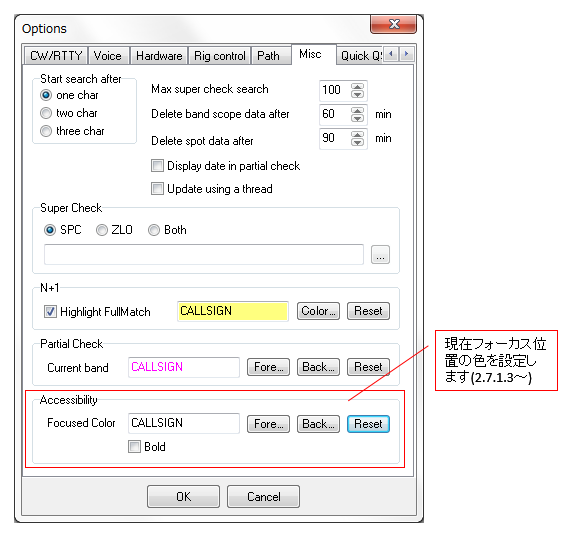 Options
CW/RTTY Voice Hardware Rig control Path Misc Quick QS
Start search after
one char
two char
three char
Max super check search 100
Delete band scope data after 60 min
Delete spot data after 90 min
Display date in partial check
Update using a thread
Super Check
SPC ZLO Both
...
N+1
Highlight FullMatch CALLSIGN Color... Reset
Partial Check
Current band CALLSIGN Fore... Back... Reset
Accessibility
Focused Color CALLSIGN Fore... Back... Reset
Bold
OK Cancel
現在フォーカス位
置の色を設定し
ます(2.7.1.3～)